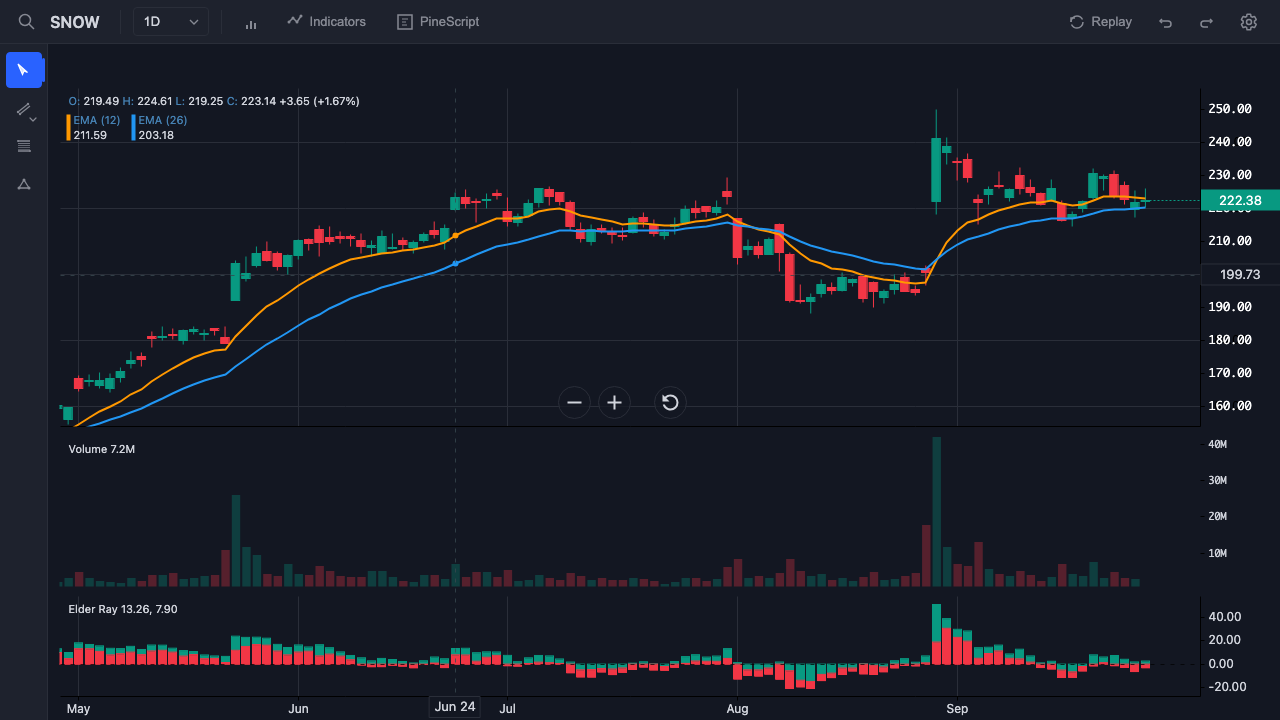 SNOW 1D Indicators PineScript Replay
O: 219.49 H: 224.61 L: 219.25 C: 223.14 +3.65 (+1.67%)
EMA (12) EMA (26)
211.59 203.18
250.00
240.00
230.00
222.38
210.00
199.73
190.00
180.00
170.00
160.00
Volume 7.2M
40M
30M
20M
10M
Elder Ray 13.26, 7.90
40.00
20.00
0.00
-20.00
May Jun Jun 24 Jul Aug Sep